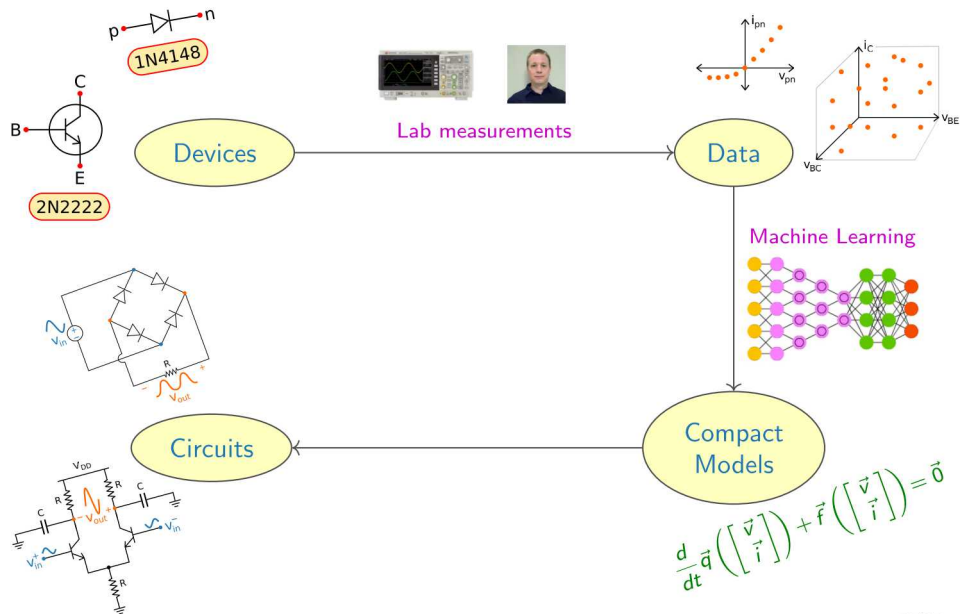 p
n
1N4148
C
B
E
2N2222
Devices
Lab measurements
i_pn
v_pn
i_C
v_BE
v_BC
Data
Machine Learning
Compact
Models
d/dt q⃗([v⃗ i⃗]) + f⃗([v⃗ i⃗]) = 0⃗
Circuits
v_in
+
−
R
−
+
v_out
V_DD
R
R
C
C
−
v_out
+
v_in^+
v_in^−
R